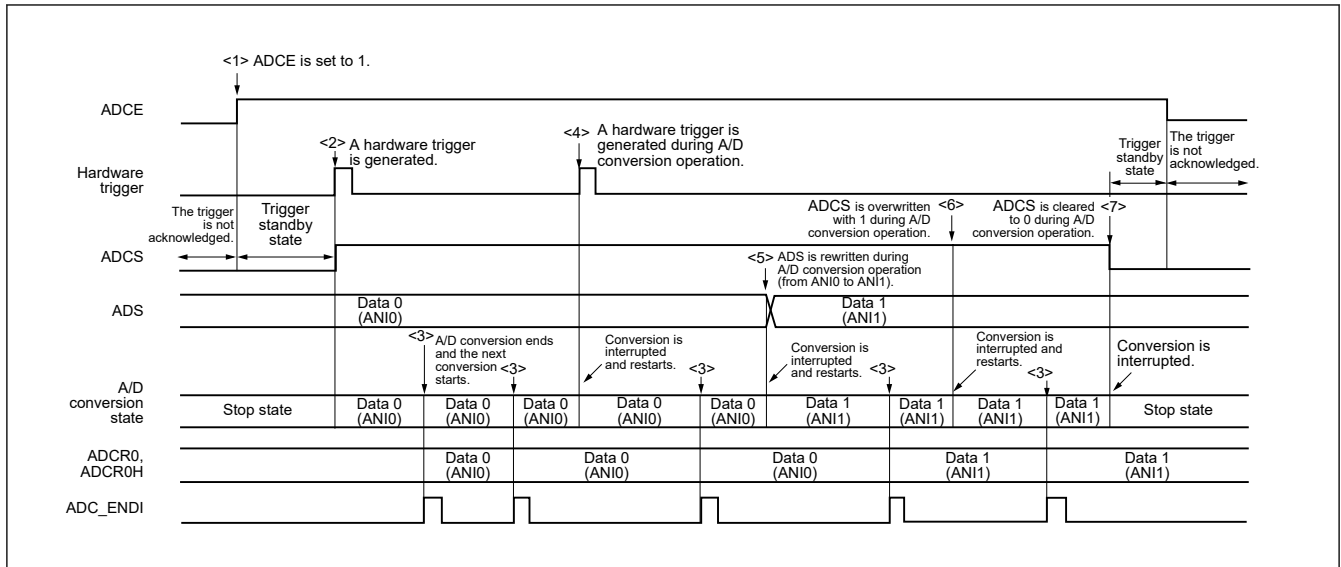 <1> ADCE is set to 1.
ADCE
<2> A hardware trigger
is generated.
<4> A hardware trigger is
generated during A/D
conversion operation.
Trigger
standby
state
The trigger
is not
acknowledged.
Hardware
trigger
The trigger
is not
acknowledged.
Trigger
standby
state
ADCS is overwritten <6>
with 1 during A/D
conversion operation.
ADCS is cleared <7>
to 0 during A/D
conversion operation.
ADCS
<5> ADS is rewritten during
A/D conversion operation
(from ANI0 to ANI1).
ADS
Data 0
(ANI0)
Data 1
(ANI1)
<3> A/D conversion ends
and the next
conversion
starts. <3>
Conversion is
interrupted
and restarts.
<3>
Conversion is
interrupted
and restarts.
<3>
Conversion is
interrupted and
restarts.
<3>
Conversion is
interrupted.
A/D
conversion
state
Stop state
Data 0
(ANI0)
Data 0
(ANI0)
Data 0
(ANI0)
Data 0
(ANI0)
Data 0
(ANI0)
Data 1
(ANI1)
Data 1
(ANI1)
Data 1
(ANI1)
Data 1
(ANI1)
Stop state
ADCR0,
ADCR0H
Data 0
(ANI0)
Data 0
(ANI0)
Data 0
(ANI0)
Data 1
(ANI1)
Data 1
(ANI1)
ADC_ENDI